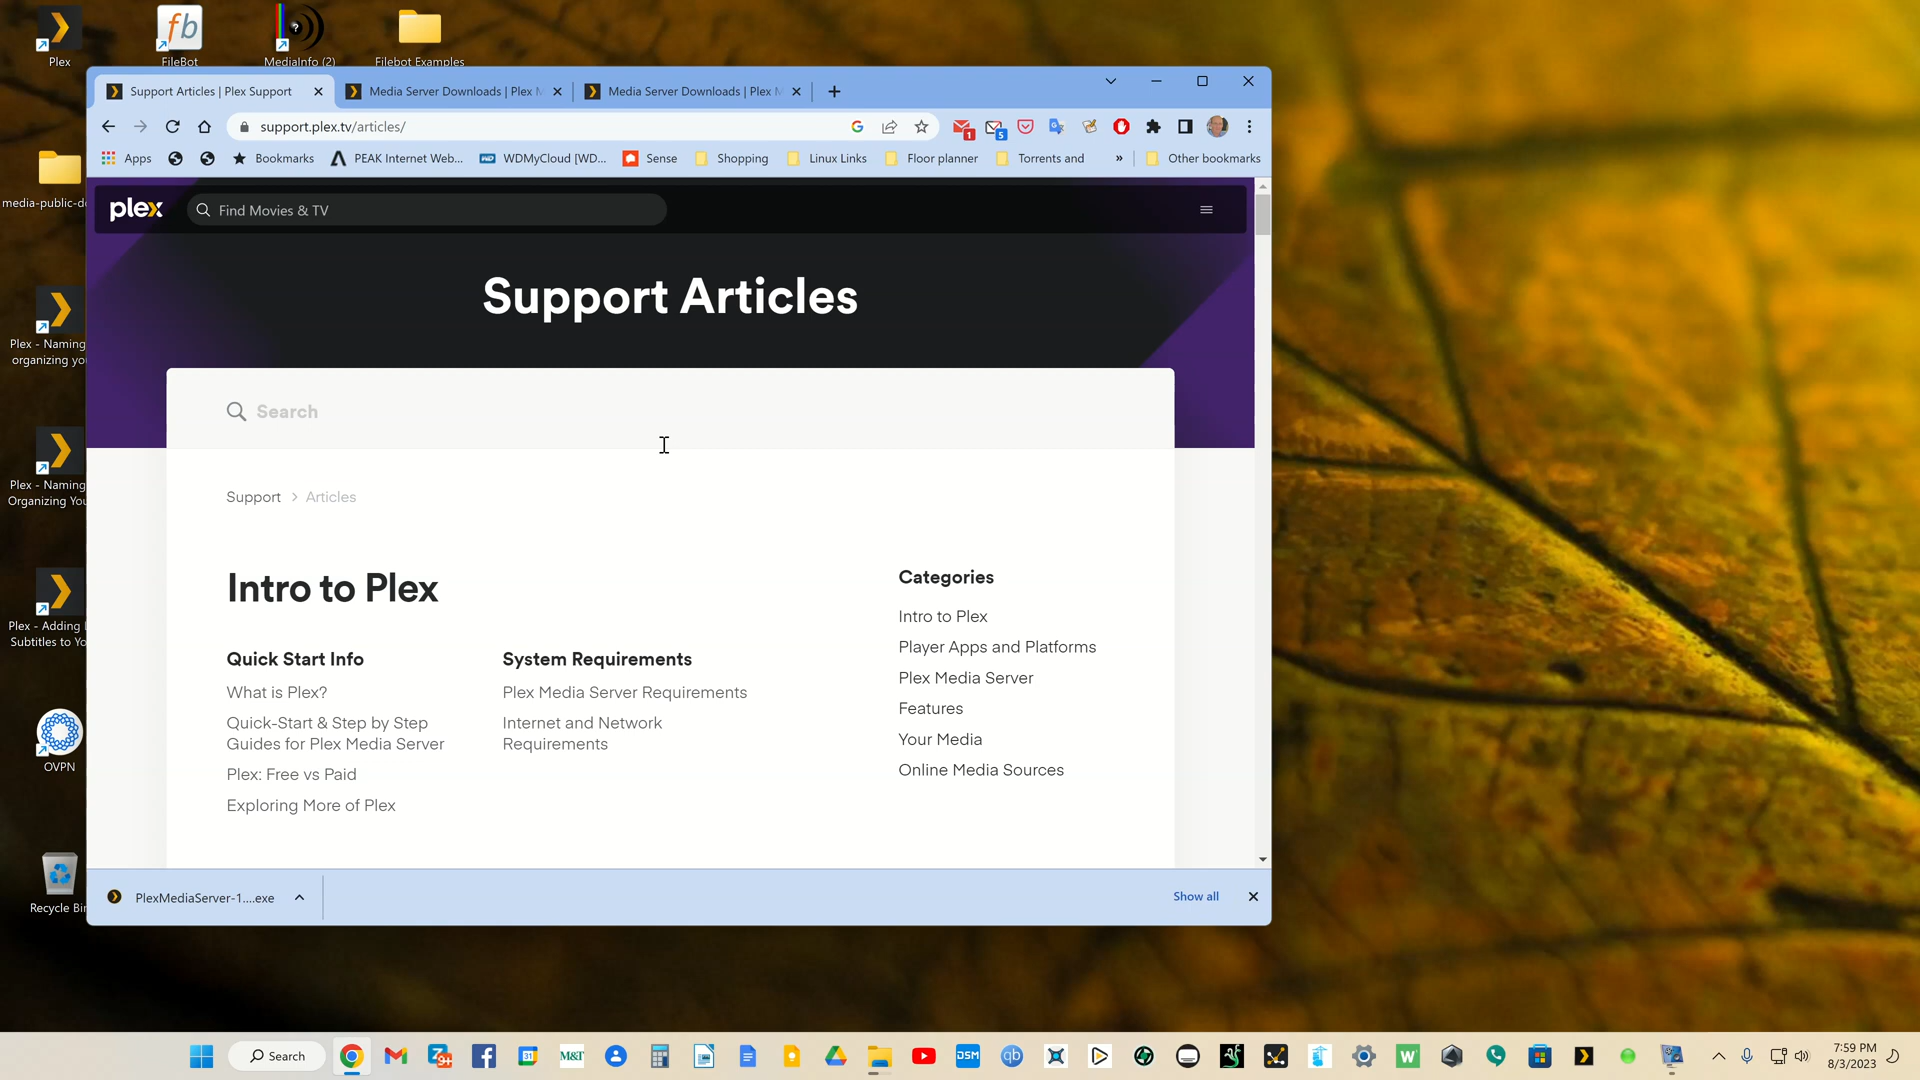 Plex
FileBot
MediaInfo (2)
Filebot Examples
Support Articles | Plex Support
Media Server Downloads | Plex
Media Server Downloads | Plex
support.plex.tv/articles/
1
5
Apps
Bookmarks
PEAK Internet Web...
WDMyCloud [WD...
Sense
Shopping
Linux Links
Floor planner
Torrents and
»
Other bookmarks
media-public-d
plex
Find Movies & TV
Support Articles
Search
Plex - Naming
organizing yo
Plex - Naming
Organizing You
Support > Articles
Intro to Plex
Quick Start Info
What is Plex?
Quick-Start & Step by Step
Guides for Plex Media Server
Plex: Free vs Paid
Exploring More of Plex
System Requirements
Plex Media Server Requirements
Internet and Network
Requirements
Categories
Intro to Plex
Player Apps and Platforms
Plex Media Server
Features
Your Media
Online Media Sources
Plex - Adding
Subtitles to Yo
OVPN
Recycle Bin
PlexMediaServer-1....exe
Show all
Search
31
M&T
DSM
qb
W
7:59 PM
8/3/2023